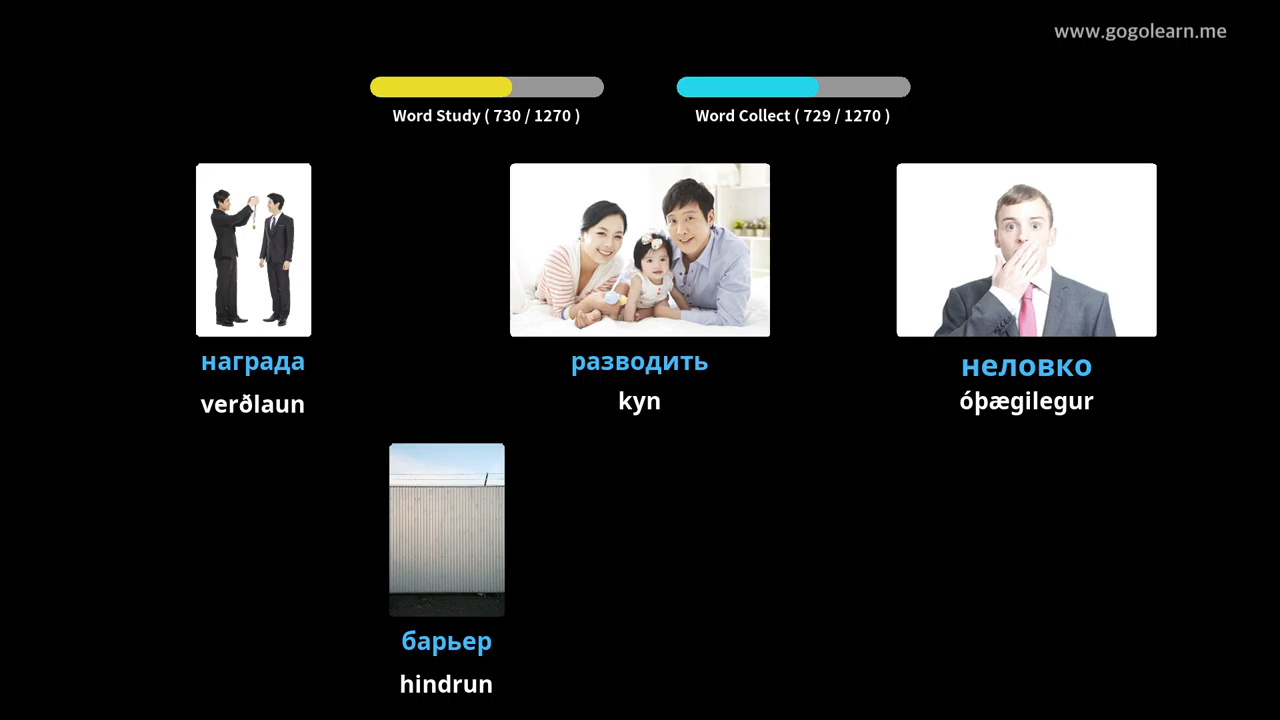 www.gogolearn.me
Word Study ( 730 / 1270 )
Word Collect ( 729 / 1270 )
награда
verðlaun
разводить
kyn
неловко
óþægilegur
барьер
hindrun